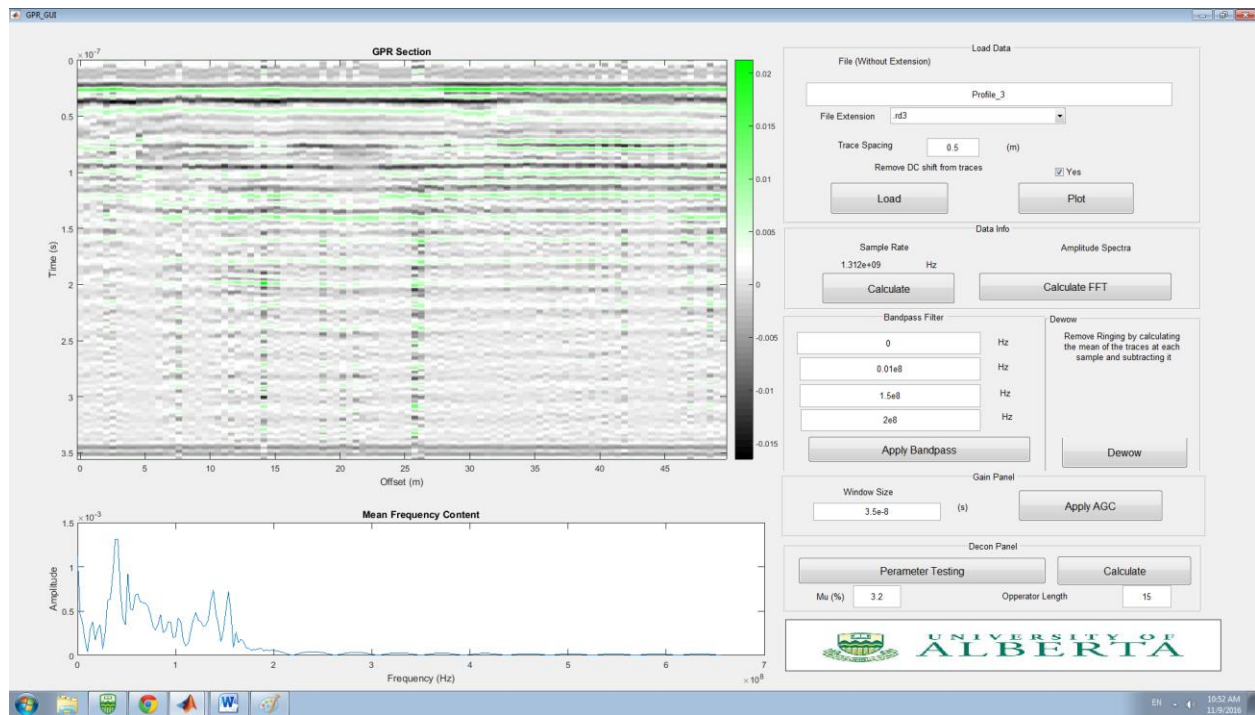 GPR_GUI
GPR Section
×10⁻⁷
0
0.5
1
1.5
2
2.5
3
3.5
Time (s)
0 5 10 15 20 25 30 35 40 45
Offset (m)
0.02
0.015
0.01
0.005
0
-0.005
-0.01
-0.015
Mean Frequency Content
×10⁻³
1.5
1
0.5
0
Amplitude
0 1 2 3 4 5 6 7
Frequency (Hz)
×10⁸
Load Data
File (Without Extension)
Profile_3
File Extension .rd3
Trace Spacing 0.5 (m)
Remove DC shift from traces Yes
Load Plot
Data Info
Sample Rate Amplitude Spectra
1.312e+09 Hz
Calculate Calculate FFT
Bandpass Filter
0 Hz
0.01e8 Hz
1.5e8 Hz
2e8 Hz
Apply Bandpass
Dewow
Remove Ringing by calculating
the mean of the traces at each
sample and subtracting it
Dewow
Gain Panel
Window Size
3.5e-8 (s)
Apply AGC
Decon Panel
Perameter Testing Calculate
Mu (%) 3.2 Opperator Length 15
UNIVERSITY OF
ALBERTA
EN
10:52 AM
11/9/2016